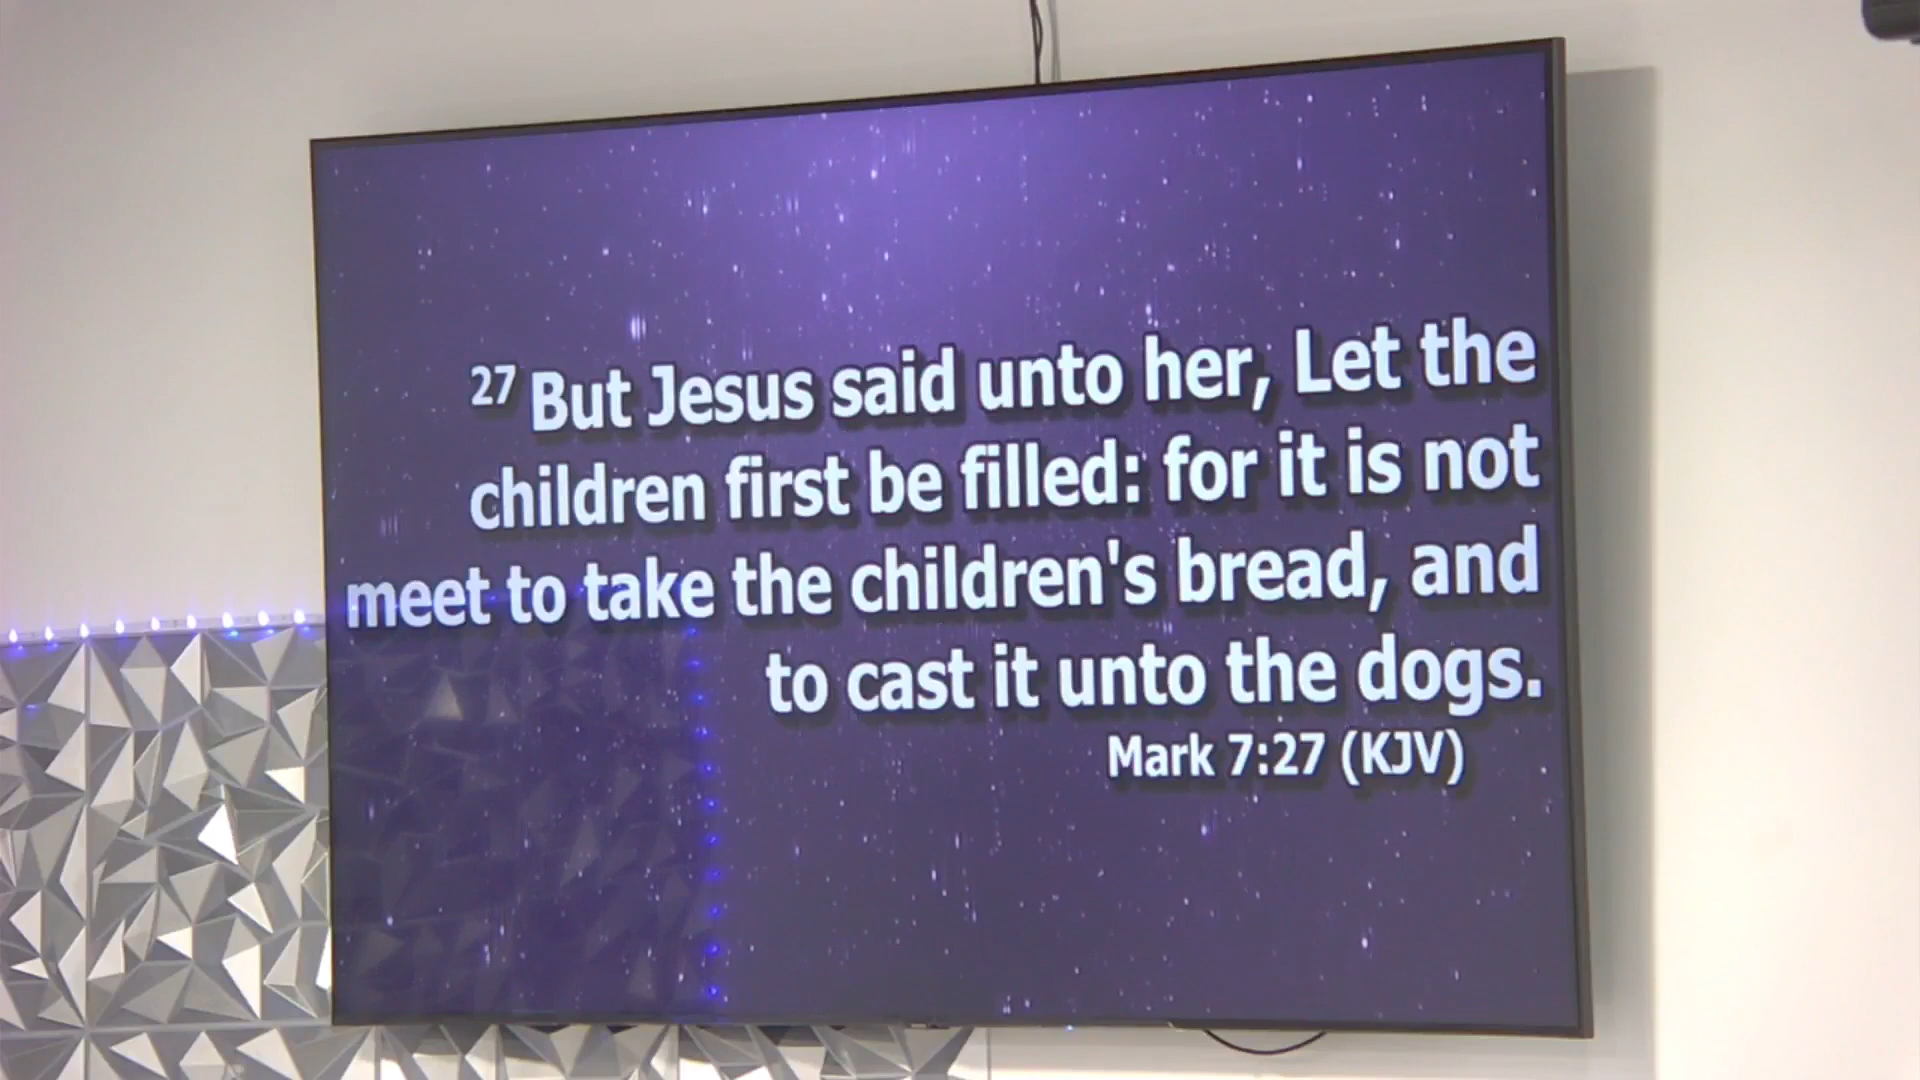 27 But Jesus said unto her, Let the
children first be filled: for it is not
meet to take the children's bread, and
to cast it unto the dogs.
Mark 7:27 (KJV)